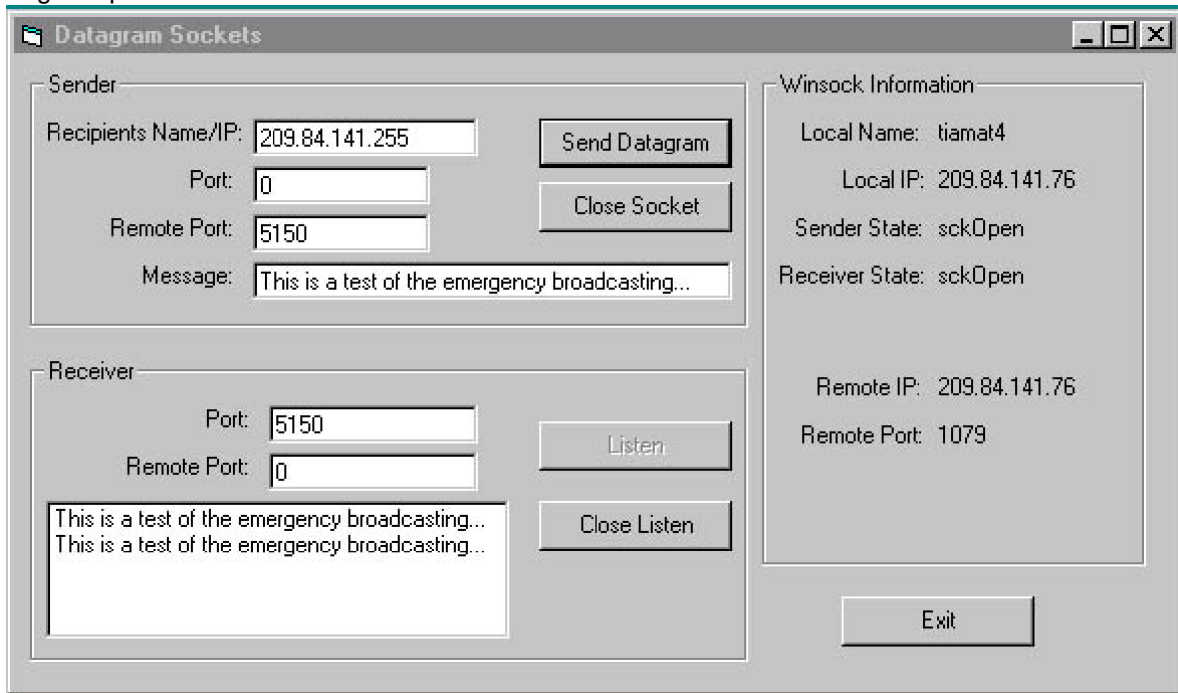 Datagram Sockets
Sender
Recipients Name/IP: 209.84.141.255
Send Datagram
Port: 0
Close Socket
Remote Port: 5150
Message: This is a test of the emergency broadcasting...
Receiver
Port: 5150
Listen
Remote Port: 0
This is a test of the emergency broadcasting...
This is a test of the emergency broadcasting...
Close Listen
Winsock Information
Local Name: tiamat4
Local IP: 209.84.141.76
Sender State: sckOpen
Receiver State: sckOpen
Remote IP: 209.84.141.76
Remote Port: 1079
Exit